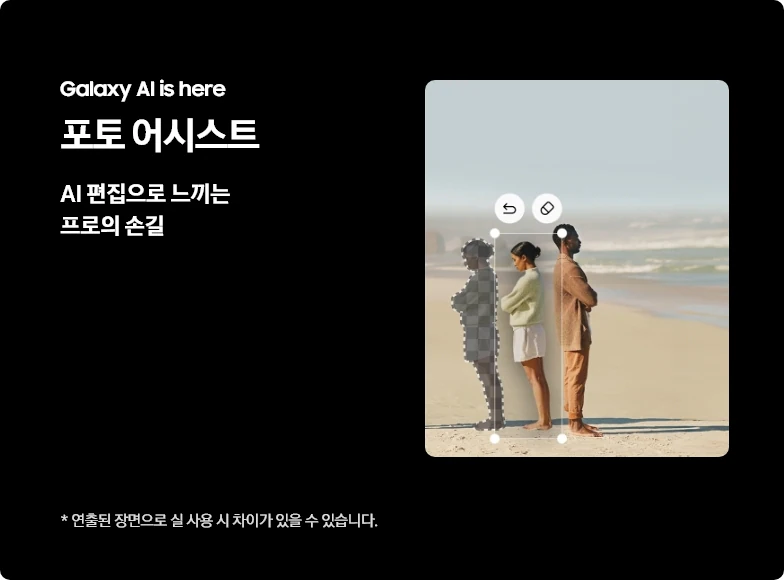 Galaxy AI is here
포토 어시스트
AI 편집으로 느끼는
프로의 손길
* 연출된 장면으로 실 사용 시 차이가 있을 수 있습니다.